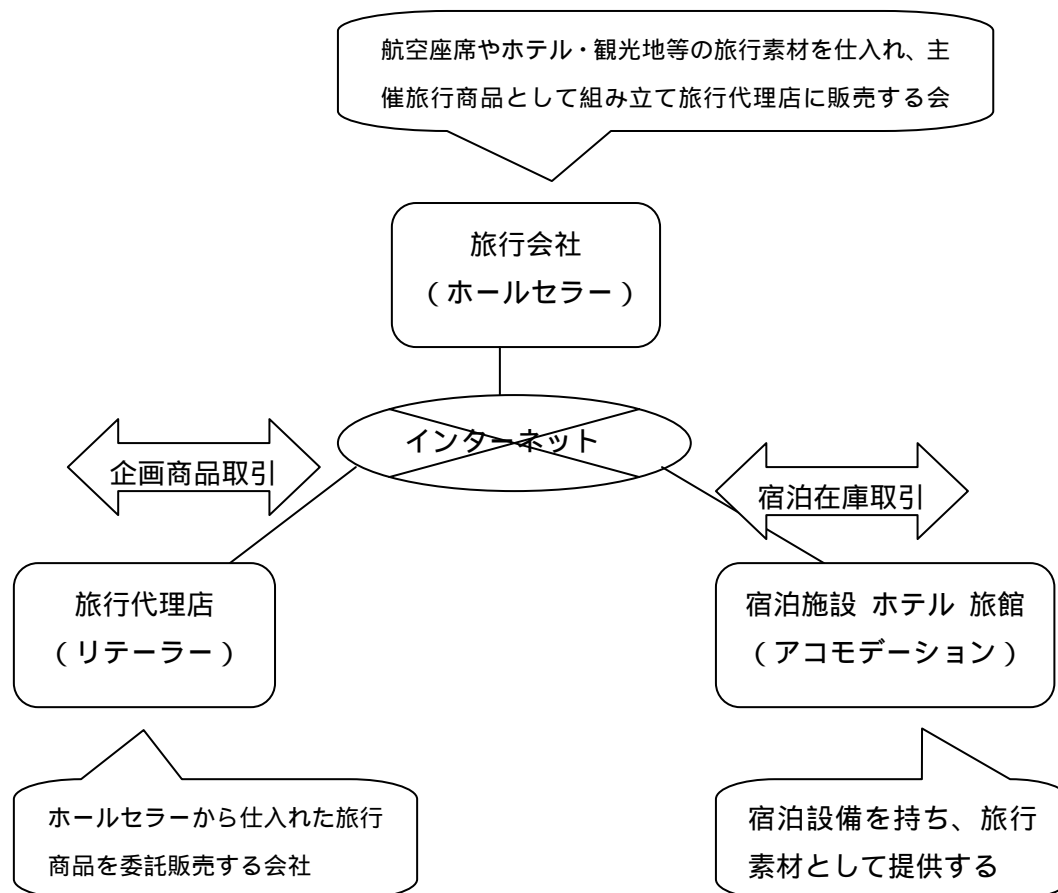 航空座席やホテル・観光地等の旅行素材を仕入れ、主
催旅行商品として組み立て旅行代理店に販売する会
旅行会社
（ホールセラー）
インターネット
企画商品取引
宿泊在庫取引
旅行代理店
（リテーラー）
宿泊施設 ホテル 旅館
（アコモデーション）
ホールセラーから仕入れた旅行
商品を委託販売する会社
宿泊設備を持ち、旅行
素材として提供する